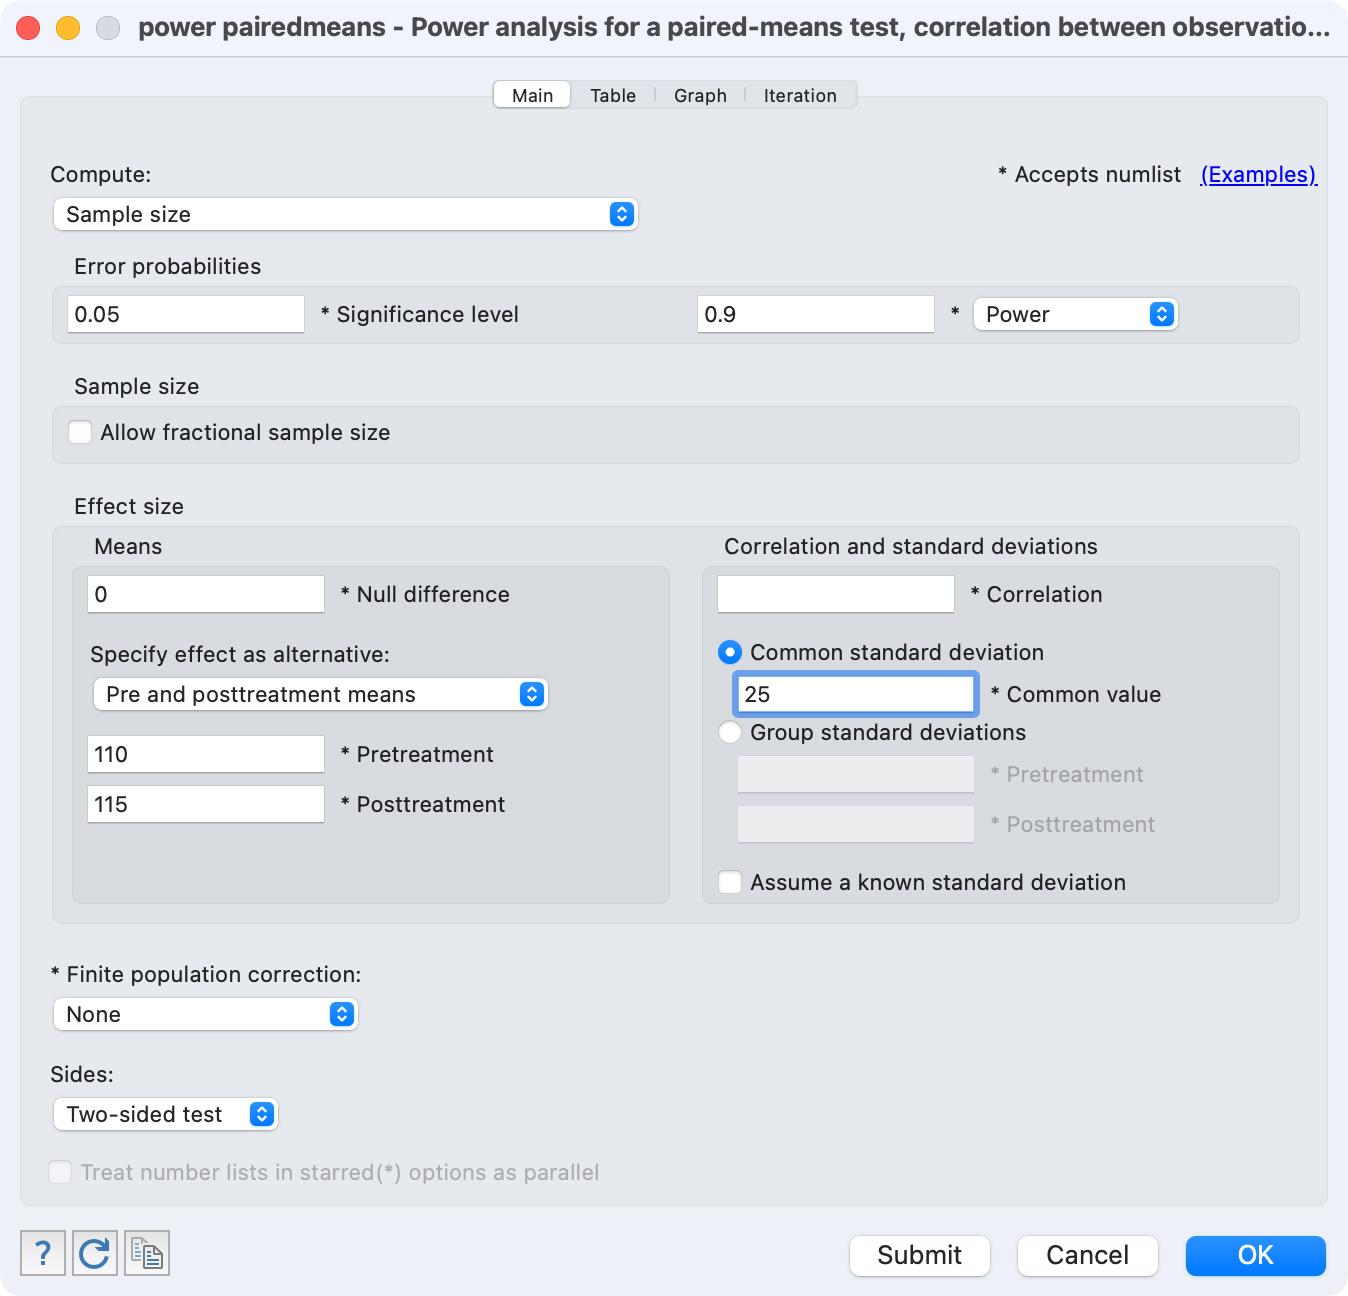 power pairedmeans - Power analysis for a paired-means test, correlation between observatio...
Main Table Graph Iteration
Compute:
* Accepts numlist (Examples)
Sample size
Error probabilities
0.05 * Significance level 0.9 * Power
Sample size
Allow fractional sample size
Effect size
Means
0 * Null difference
Specify effect as alternative:
Pre and posttreatment means
110 * Pretreatment
115 * Posttreatment
Correlation and standard deviations
* Correlation
Common standard deviation
25 * Common value
Group standard deviations
* Pretreatment
* Posttreatment
Assume a known standard deviation
* Finite population correction:
None
Sides:
Two-sided test
Treat number lists in starred(*) options as parallel
? Submit Cancel OK